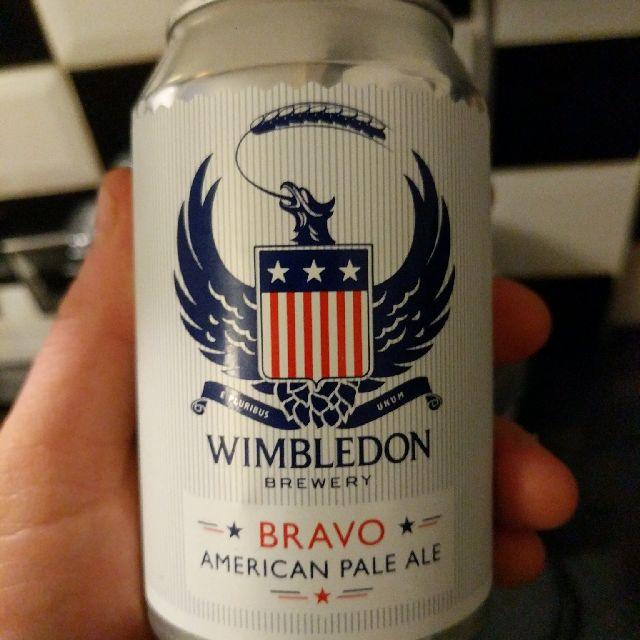 E PLURIBUS UNUM
WIMBLEDON
BREWERY
BRAVO
AMERICAN PALE ALE